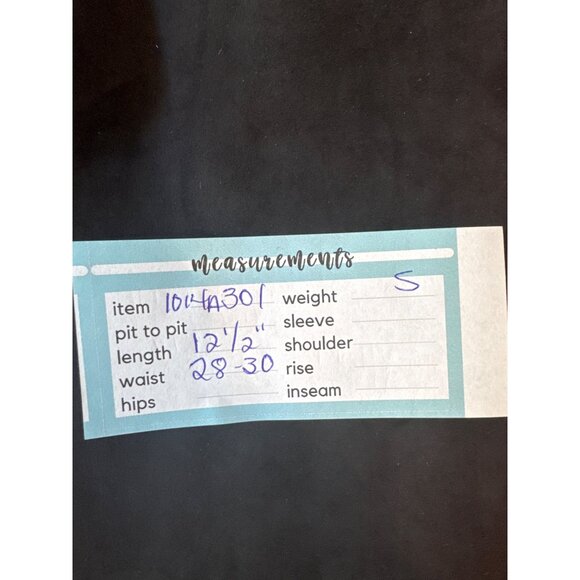 measurements
item 1014A301 weight S
pit to pit sleeve
length 12 1/2" shoulder
waist 28-30 rise
hips inseam